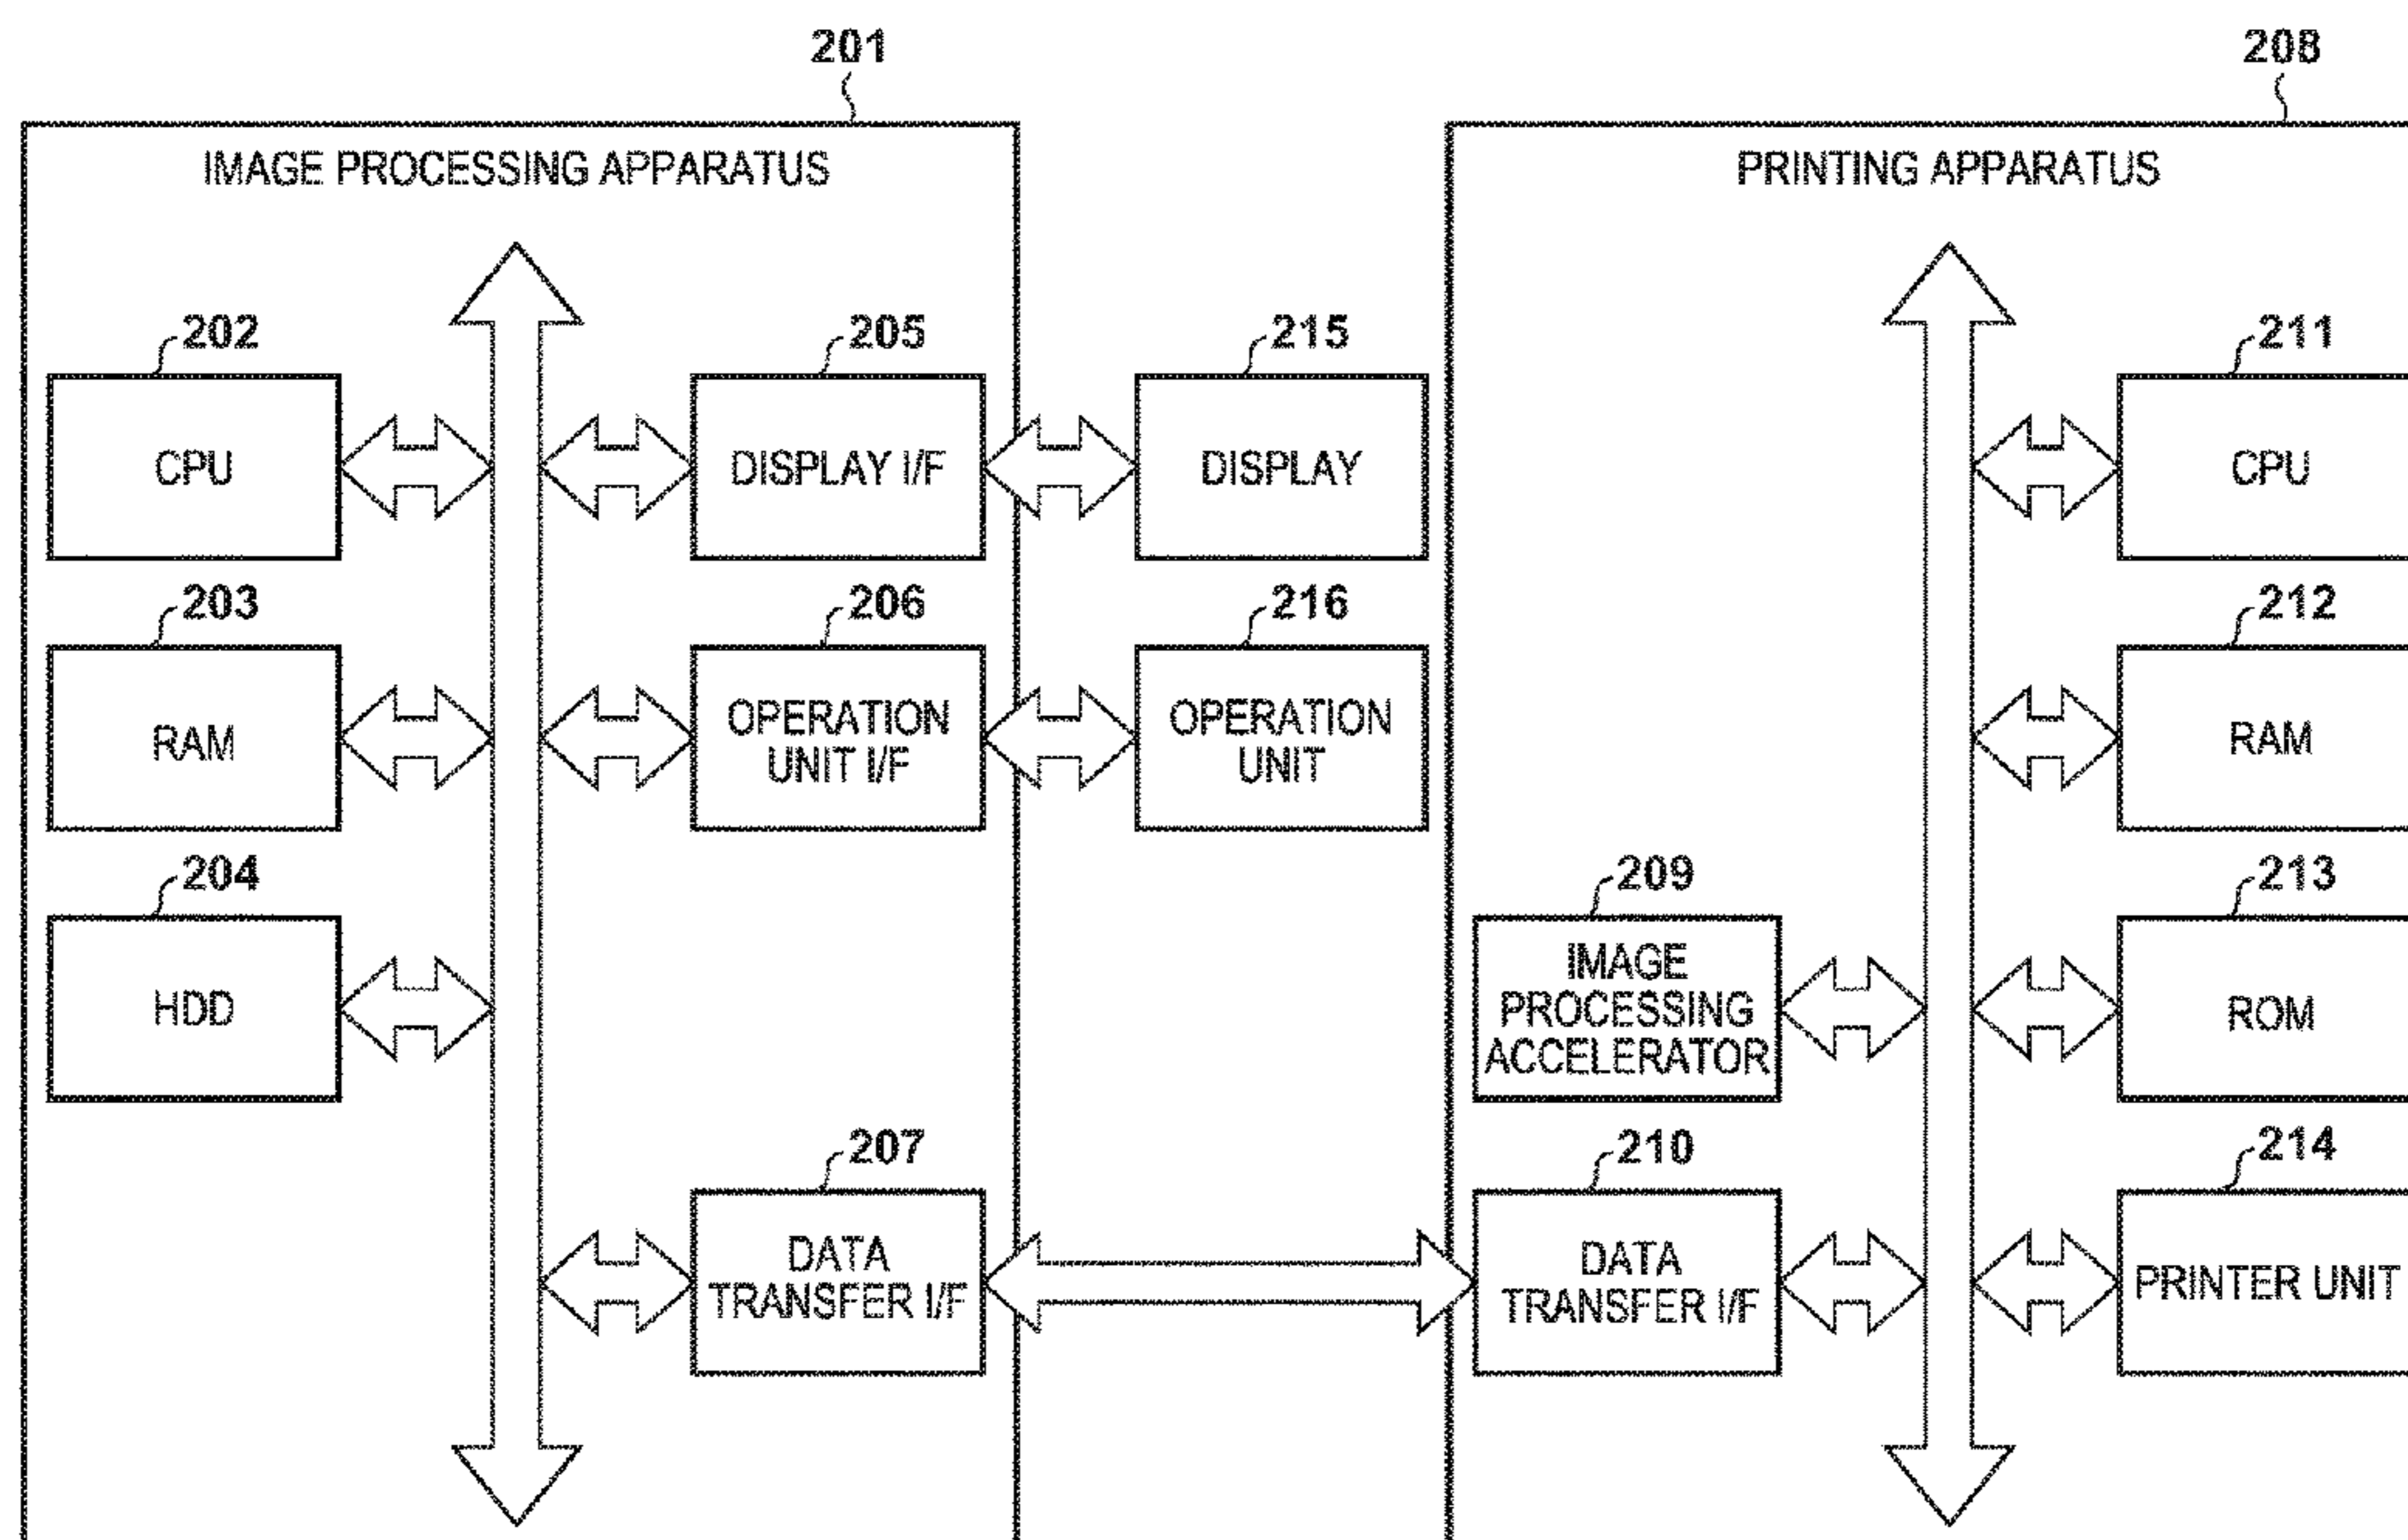 201
208
IMAGE PROCESSING APPARATUS
PRINTING APPARATUS
202
205
215
211
CPU
DISPLAY I/F
DISPLAY
CPU
203
206
216
212
RAM
OPERATION
UNIT I/F
OPERATION
UNIT
RAM
204
209
213
HDD
IMAGE
PROCESSING
ACCELERATOR
ROM
207
210
214
DATA
TRANSFER I/F
DATA
TRANSFER I/F
PRINTER UNIT